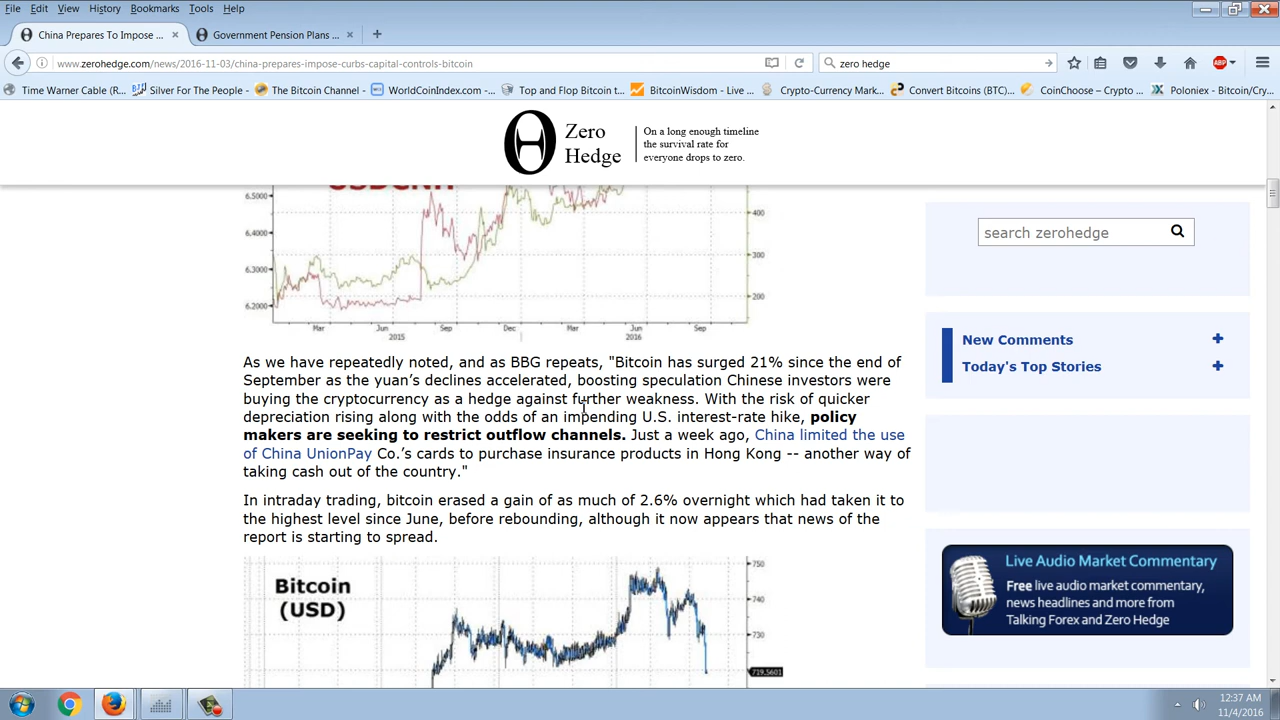 File Edit View History Bookmarks Tools Help
China Prepares To Impose ... × Government Pension Plans ... × +
www.zerohedge.com/news/2016-11-03/china-prepares-impose-curbs-capital-controls-bitcoin zero hedge ABP
Time Warner Cable (R... Silver For The People - The Bitcoin Channel - WorldCoinIndex.com -... Top and Flop Bitcoin t... BitcoinWisdom - Live ... Crypto-Currency Mark... Convert Bitcoins (BTC)... CoinChoose – Crypto ... Poloniex - Bitcoin/Cry...
Zero
Hedge
On a long enough timeline
the survival rate for
everyone drops to zero.
USDCNH
6.5000
6.4000
6.3000
6.2000
400
300
200
Mar Jun Sep Dec Mar Jun Sep
2015 2016
As we have repeatedly noted, and as BBG repeats, "Bitcoin has surged 21% since the end of
September as the yuan's declines accelerated, boosting speculation Chinese investors were
buying the cryptocurrency as a hedge against further weakness. With the risk of quicker
depreciation rising along with the odds of an impending U.S. interest-rate hike, policy
makers are seeking to restrict outflow channels. Just a week ago, China limited the use
of China UnionPay Co.'s cards to purchase insurance products in Hong Kong -- another way of
taking cash out of the country."
In intraday trading, bitcoin erased a gain of as much of 2.6% overnight which had taken it to
the highest level since June, before rebounding, although it now appears that news of the
report is starting to spread.
Bitcoin
(USD)
750
740
730
719.5601
search zerohedge
New Comments +
Today's Top Stories +
Live Audio Market Commentary
Free live audio market commentary,
news headlines and more from
Talking Forex and Zero Hedge
12:37 AM
11/4/2016